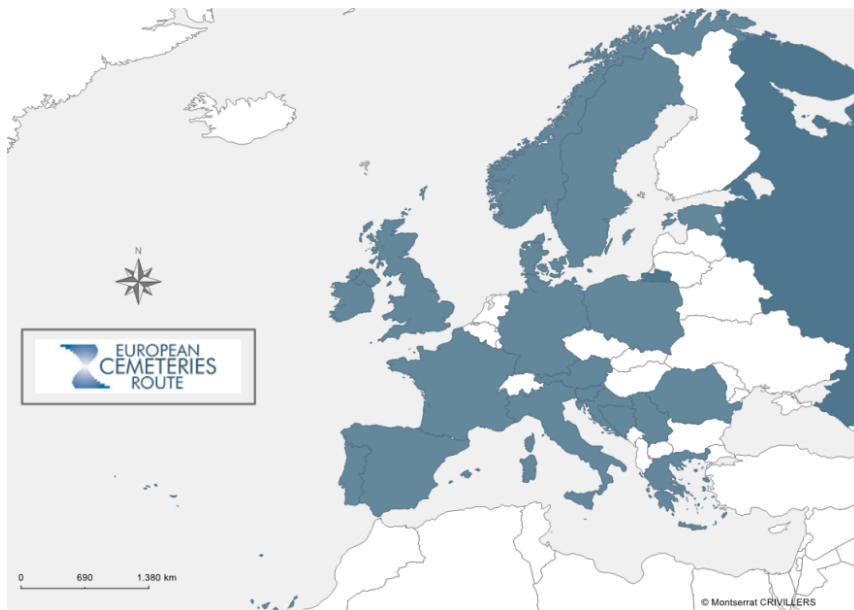 N
EUROPEAN
CEMETERIES
ROUTE
0 690 1.380 km
© Montserrat CRIVILLERS